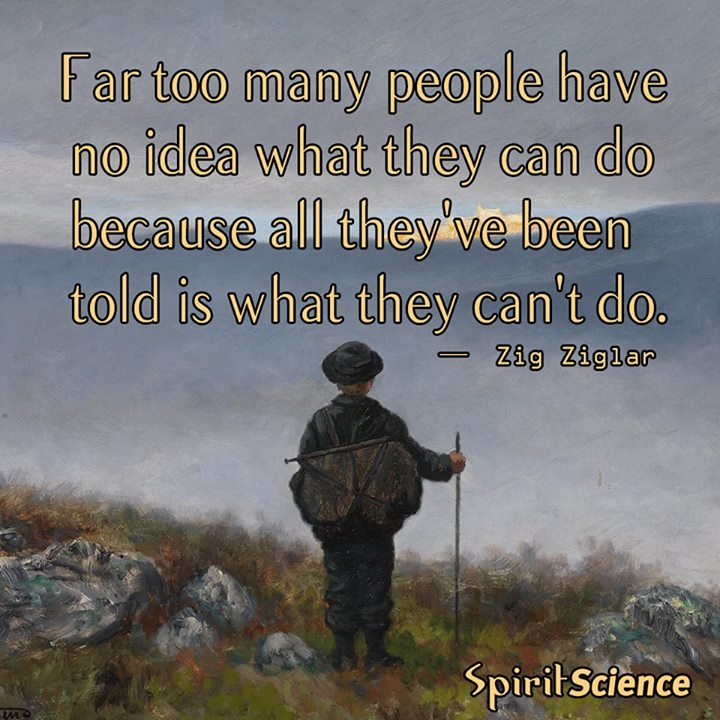 Far too many people have
no idea what they can do
because all they've been
told is what they can't do.
— Zig Ziglar
SpiritScience